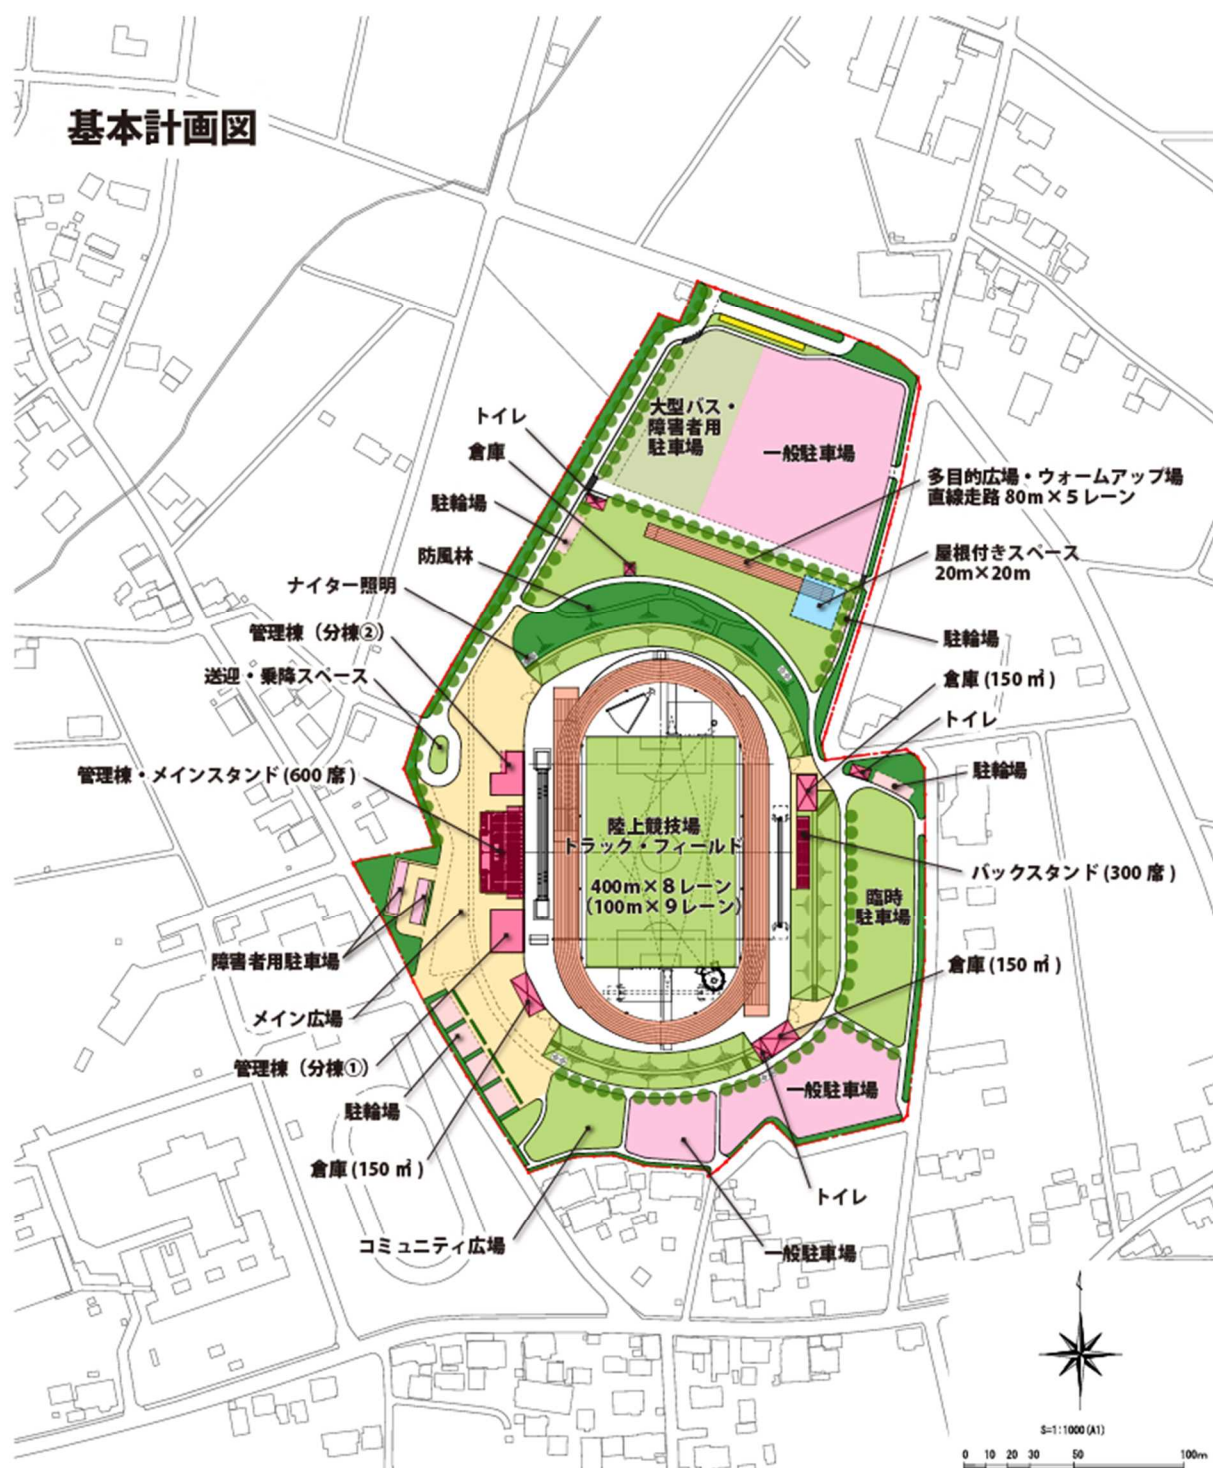 基本計画図
大型バス・
障害者用
駐車場
一般駐車場
トイレ
倉庫
駐輪場
防風林
ナイター照明
管理棟（分棟②）
送迎・乗降スペース
管理棟・メインスタンド(600 席 )
多目的広場・ウォームアップ場
直線走路 80m × 5 レーン
屋根付きスペース
20m×20m
駐輪場
倉庫 (150 ㎡ )
トイレ
駐輪場
陸上競技場
トラック・フィールド
400m × 8 レーン
（100m × 9 レーン）
バックスタンド (300 席 )
臨時
駐車場
倉庫 (150 ㎡ )
障害者用駐車場
メイン広場
管理棟（分棟①）
駐輪場
倉庫 (150 ㎡ )
コミュニティ広場
一般駐車場
トイレ
一般駐車場
S=1:1000 (A1)
0 10 20 30 50 100m